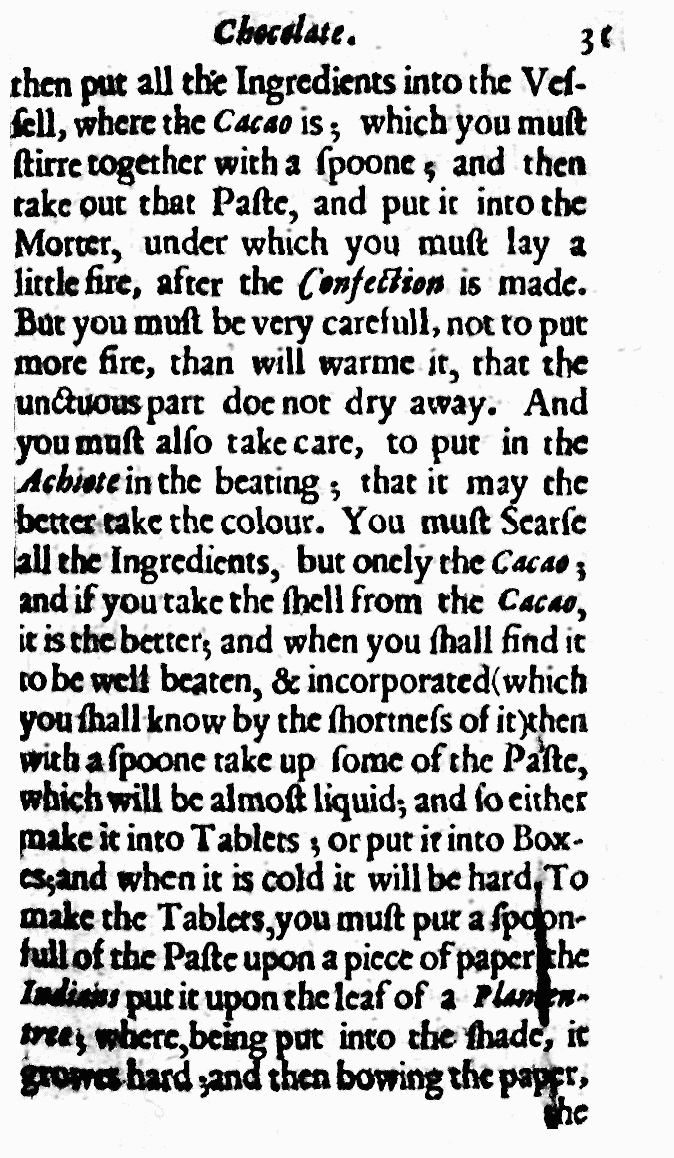 Chocolate. 31
then put all the Ingredients into the Veſ-
ſell, where the Cacao is; which you muſt
ſtirre together with a ſpoone; and then
take out that Paſte, and put it into the
Morter, under which you muſt lay a
little fire, after the Confection is made.
But you muſt be very carefull, not to put
more fire, than will warme it, that the
unctuous part doe not dry away. And
you muſt alſo take care, to put in the
Achiote in the beating; that it may the
better take the colour. You muſt Searſe
all the Ingredients, but onely the Cacao;
and if you take the ſhell from the Cacao,
it is the better; and when you ſhall find it
to be well beaten, & incorporated (which
you ſhall know by the ſhortneſs of it) then
with a ſpoone take up ſome of the Paſte,
which will be almoſt liquid; and ſo either
make it into Tablets; or put it into Box-
es; and when it is cold it will be hard. To
make the Tablets, you muſt put a ſpoon-
full of the Paſte upon a piece of paper the
Indians put it upon the leaf of a Planten-
tree; where, being put into the ſhade, it
growes hard; and then bowing the paper,
the